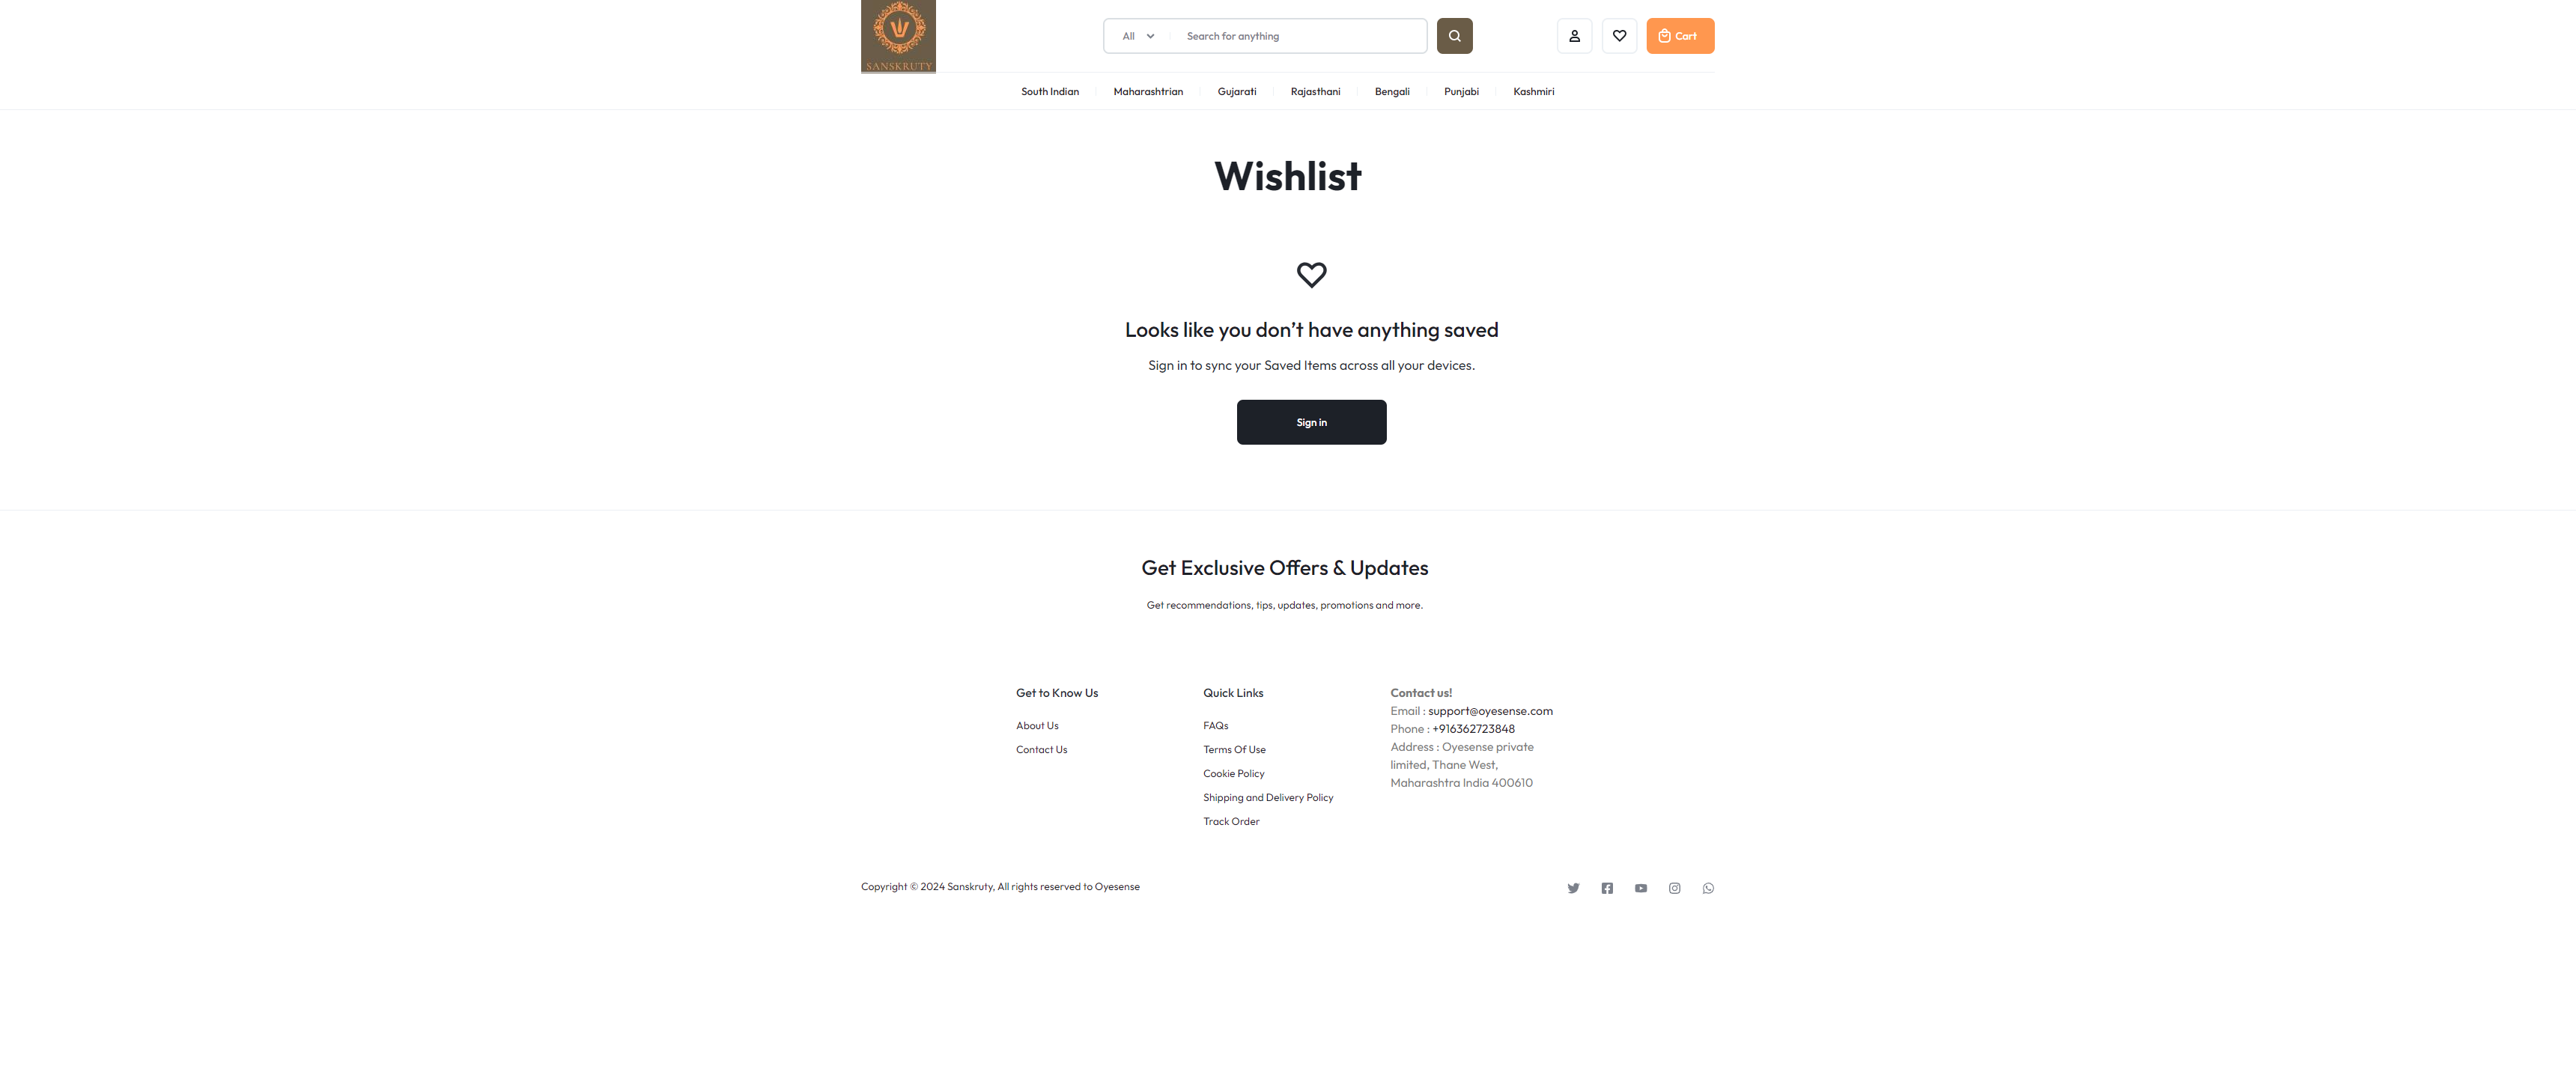 SANSKRUTY
All
Search for anything
Cart
South Indian
Maharashtrian
Gujarati
Rajasthani
Bengali
Punjabi
Kashmiri
Wishlist
Looks like you don’t have anything saved
Sign in to sync your Saved Items across all your devices.
Sign in
Get Exclusive Offers & Updates
Get recommendations, tips, updates, promotions and more.
Get to Know Us
About Us
Contact Us
Quick Links
FAQs
Terms Of Use
Cookie Policy
Shipping and Delivery Policy
Track Order
Contact us!
Email : support@oyesense.com
Phone : +916362723848
Address : Oyesense private
limited, Thane West,
Maharashtra India 400610
Copyright © 2024 Sanskruty, All rights reserved to Oyesense